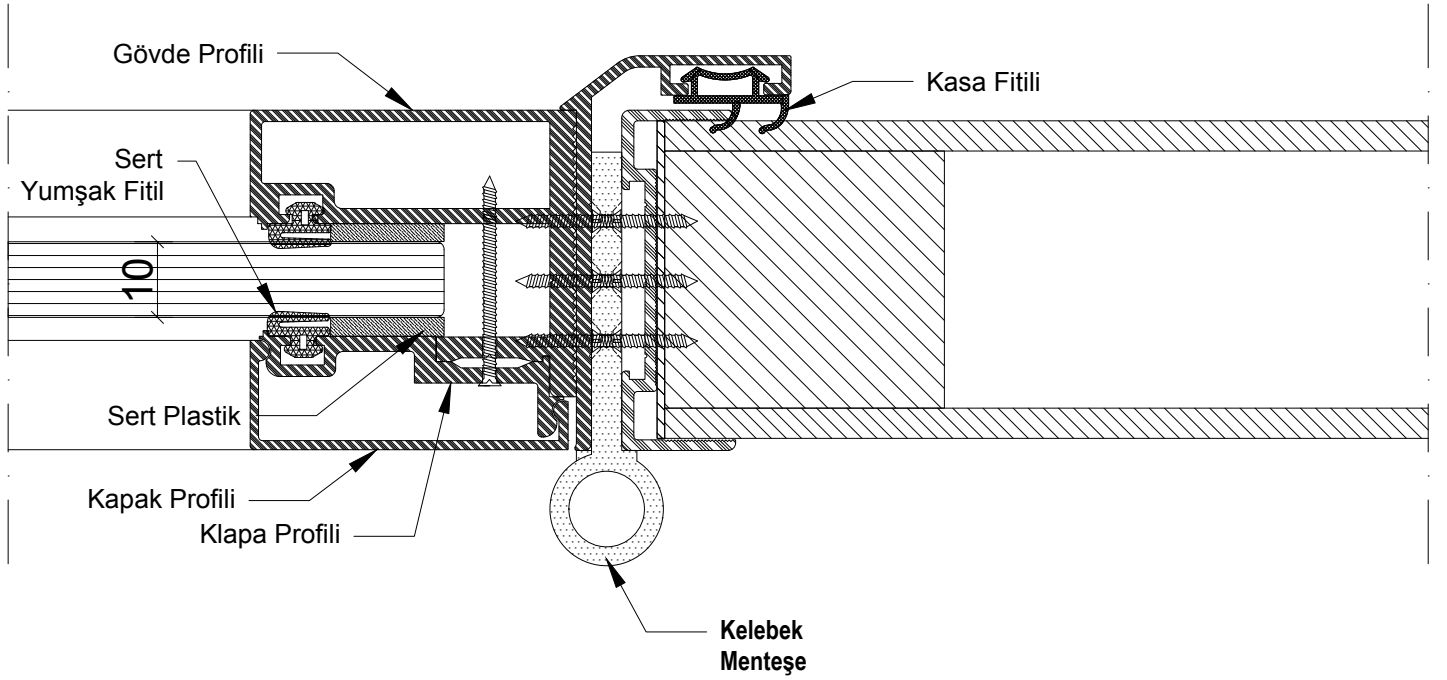 Gövde Profili
Kasa Fitili
Sert
Yumşak Fitil
10
Sert Plastik
Kapak Profili
Klapa Profili
Kelebek
Menteşe